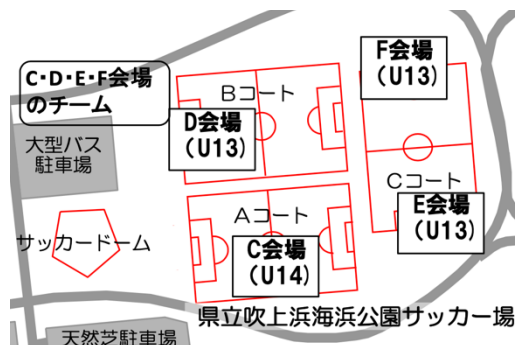 C・D・E・F会場
のチーム
F会場
（U13）
Bコート
D会場
（U13）
大型バス
駐車場
Cコート
E会場
（U13）
Aコート
C会場
（U14）
サッカードーム
県立吹上浜海浜公園サッカー場
天然芝駐車場